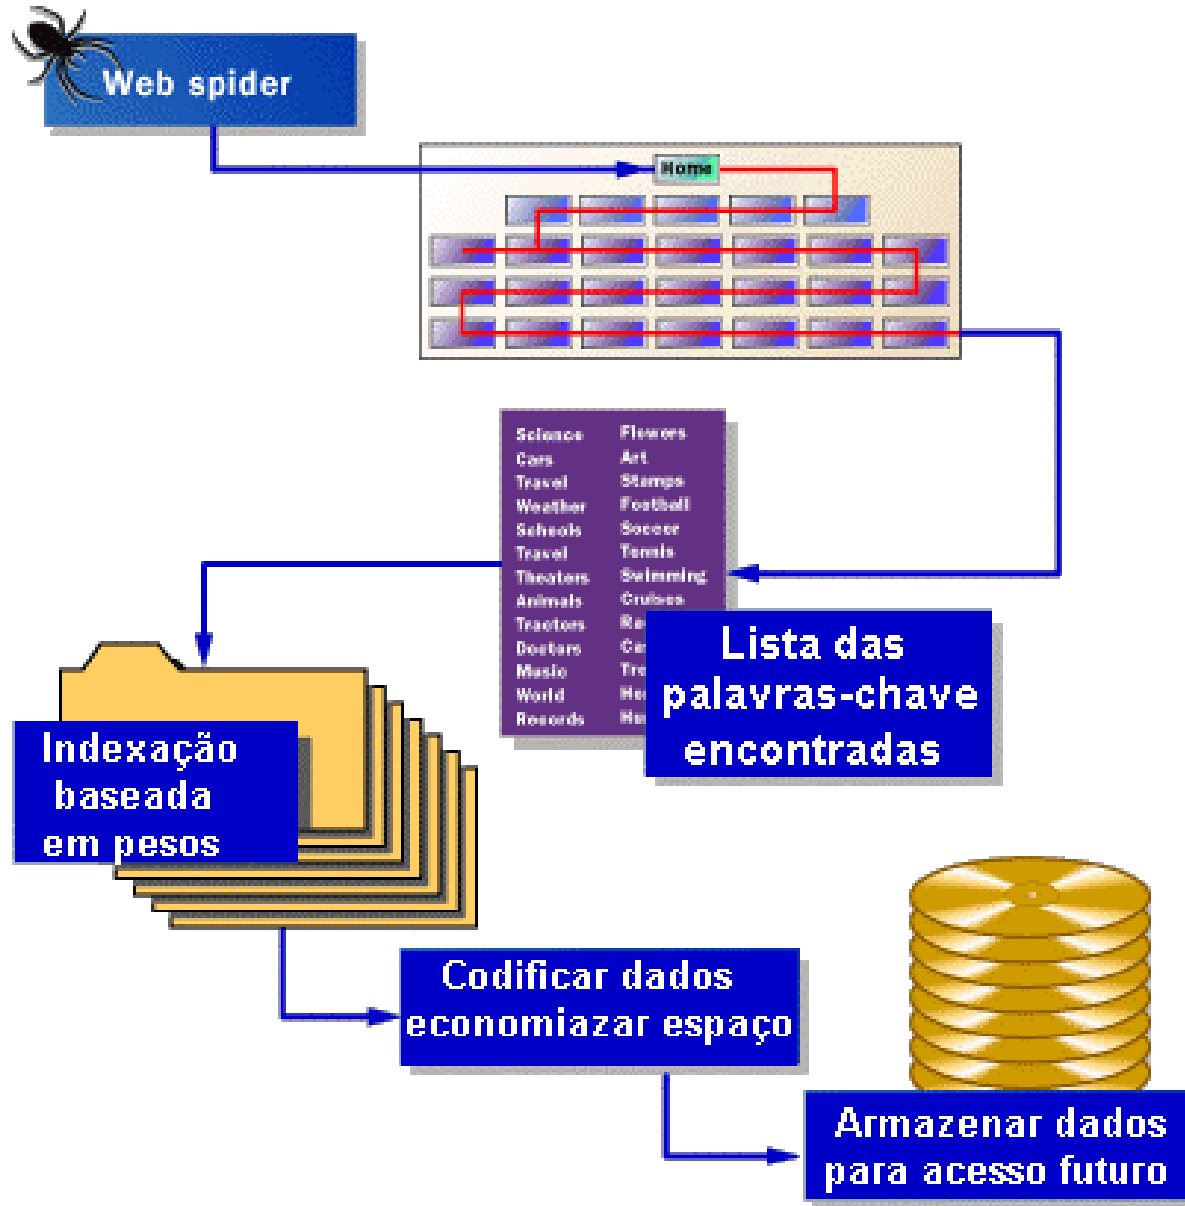 Web spider
Home
Science
Cars
Travel
Weather
Schools
Travel
Theaters
Animals
Tractors
Doctors
Music
World
Records
Flowers
Art
Stamps
Football
Soccer
Tennis
Swimming
Cruises
Lista das
palavras-chave
encontradas
Indexação
baseada
em pesos
Codificar dados
economiazar espaço
Armazenar dados
para acesso futuro